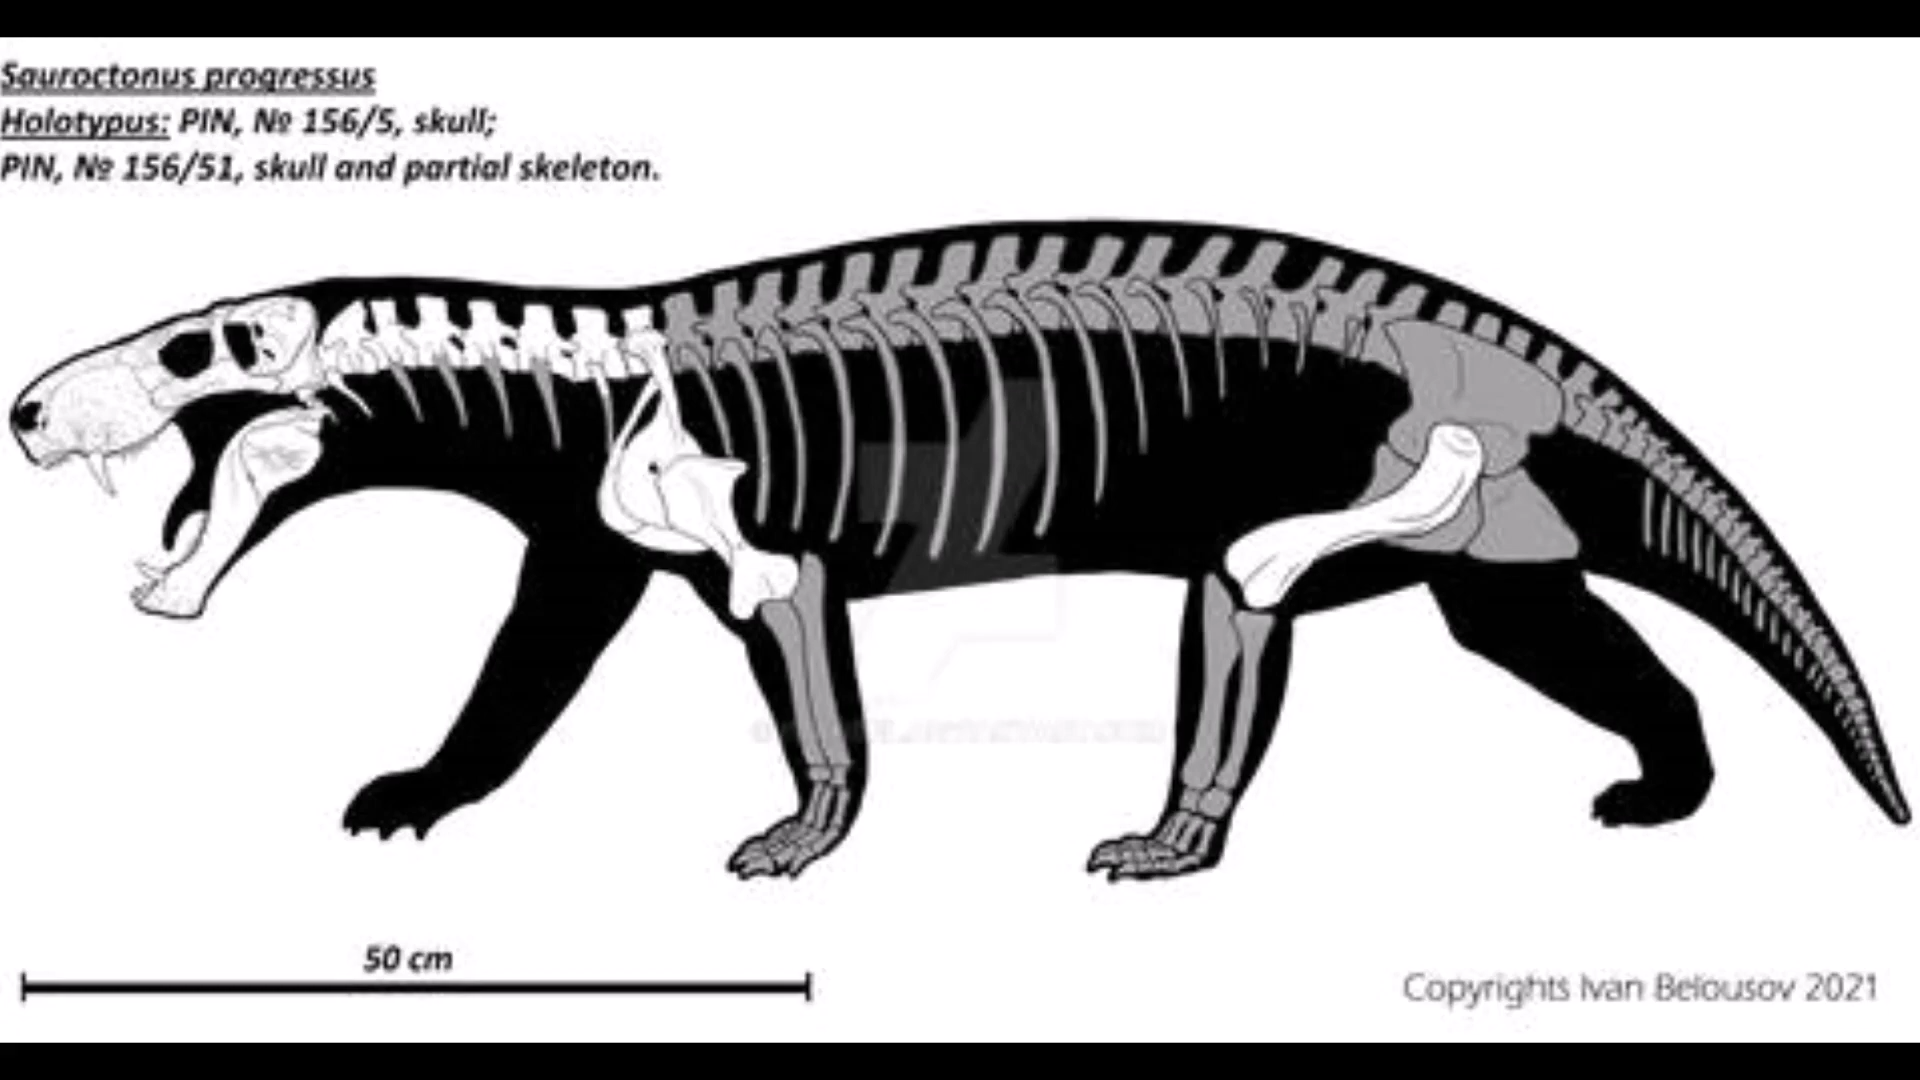 Sauroctonus progressus
Holotypus: PIN, № 156/5, skull;
PIN, № 156/51, skull and partial skeleton.
50 cm
Copyrights Ivan Belousov 2021